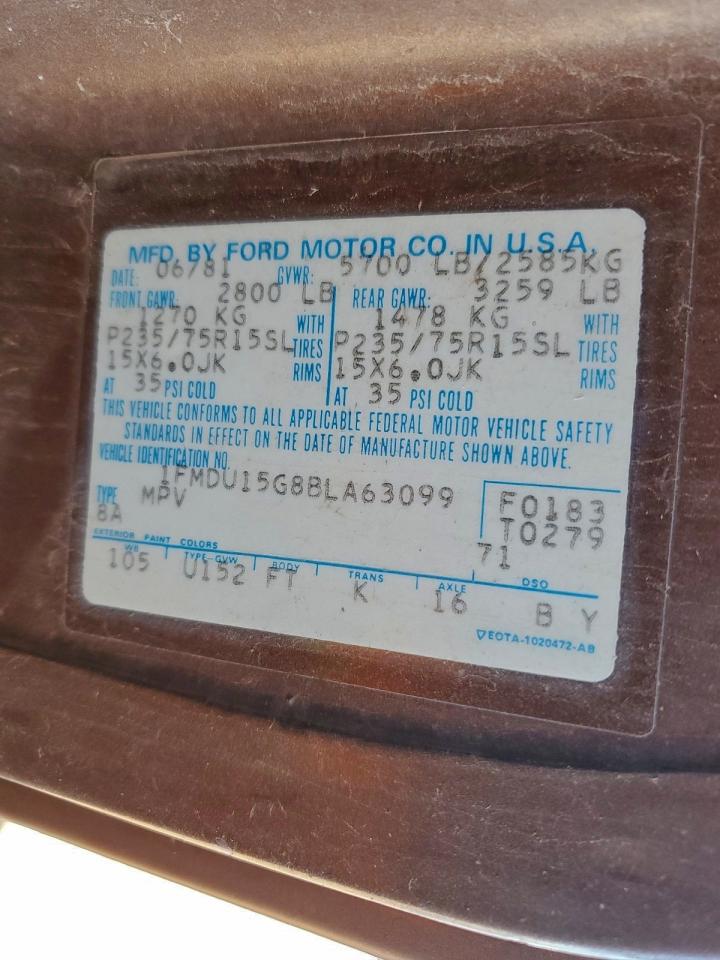 MFD. BY FORD MOTOR CO. IN U.S.A.
DATE: 06/81 GVWR: 5700 LB/2585KG
FRONT GAWR: 2800 LB REAR GAWR: 3259 LB
1270 KG WITH 1478 KG WITH
P235/75R15SL TIRES P235/75R15SL TIRES
15X6.0JK RIMS 15X6.0JK RIMS
AT 35 PSI COLD AT 35 PSI COLD
THIS VEHICLE CONFORMS TO ALL APPLICABLE FEDERAL MOTOR VEHICLE SAFETY
STANDARDS IN EFFECT ON THE DATE OF MANUFACTURE SHOWN ABOVE.
VEHICLE IDENTIFICATION NO.
1FMDU15G8BLA63099
TYPE MPV F0183
8A T0279
EXTERIOR PAINT COLORS 71 DSO
WB TYPE-GVW BODY TRANS AXLE
105 U152 FT K 16 B Y
E0TA-1020472-AB